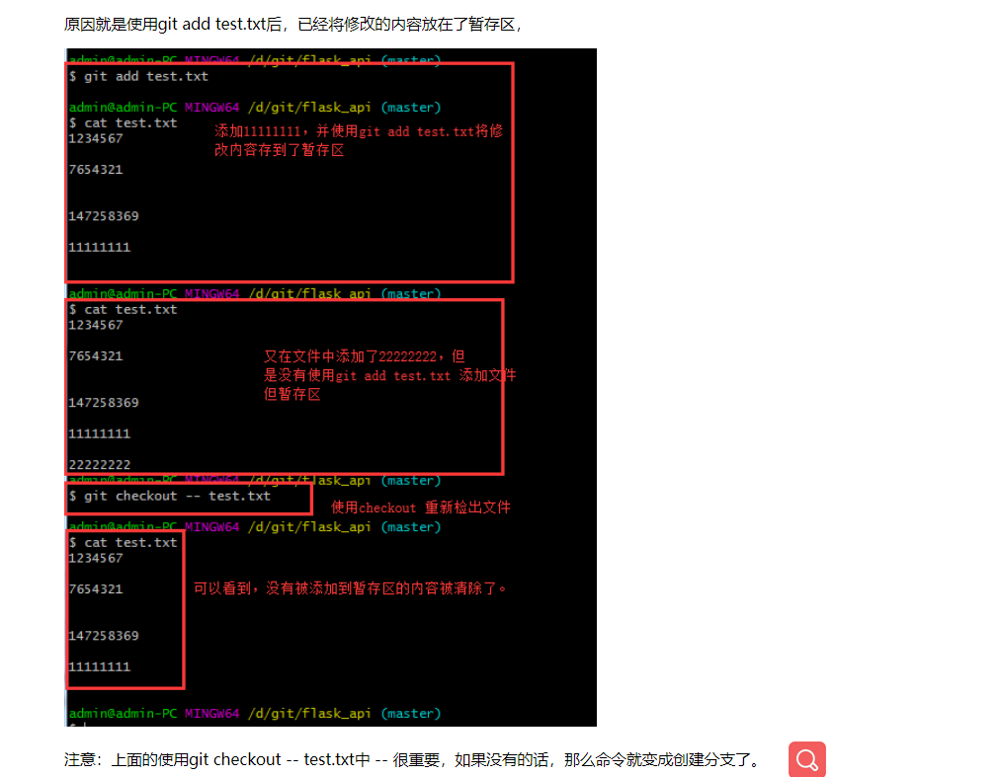 原因就是使用git add test.txt后，已经将修改的内容放在了暂存区，
admin@admin-PC MINGW64 /d/git/flask_api (master)
$ git add test.txt
admin@admin-PC MINGW64 /d/git/flask_api (master)
$ cat test.txt
添加11111111，并使用git add test.txt将修
1234567
改内容存到了暂存区
7654321
147258369
11111111
admin@admin-PC MINGW64 /d/git/flask_api (master)
$ cat test.txt
1234567
7654321
又在文件中添加了22222222，但
是没有使用git add test.txt 添加文件
但暂存区
147258369
11111111
22222222
admin@admin-PC MINGW64 /d/git/flask_api (master)
$ git checkout -- test.txt
使用checkout 重新检出文件
admin@admin-PC MINGW64 /d/git/flask_api (master)
$ cat test.txt
1234567
7654321
可以看到，没有被添加到暂存区的内容被清除了。
147258369
11111111
admin@admin-PC MINGW64 /d/git/flask_api (master)
$
注意：上面的使用git checkout -- test.txt中 -- 很重要，如果没有的话，那么命令就变成创建分支了。